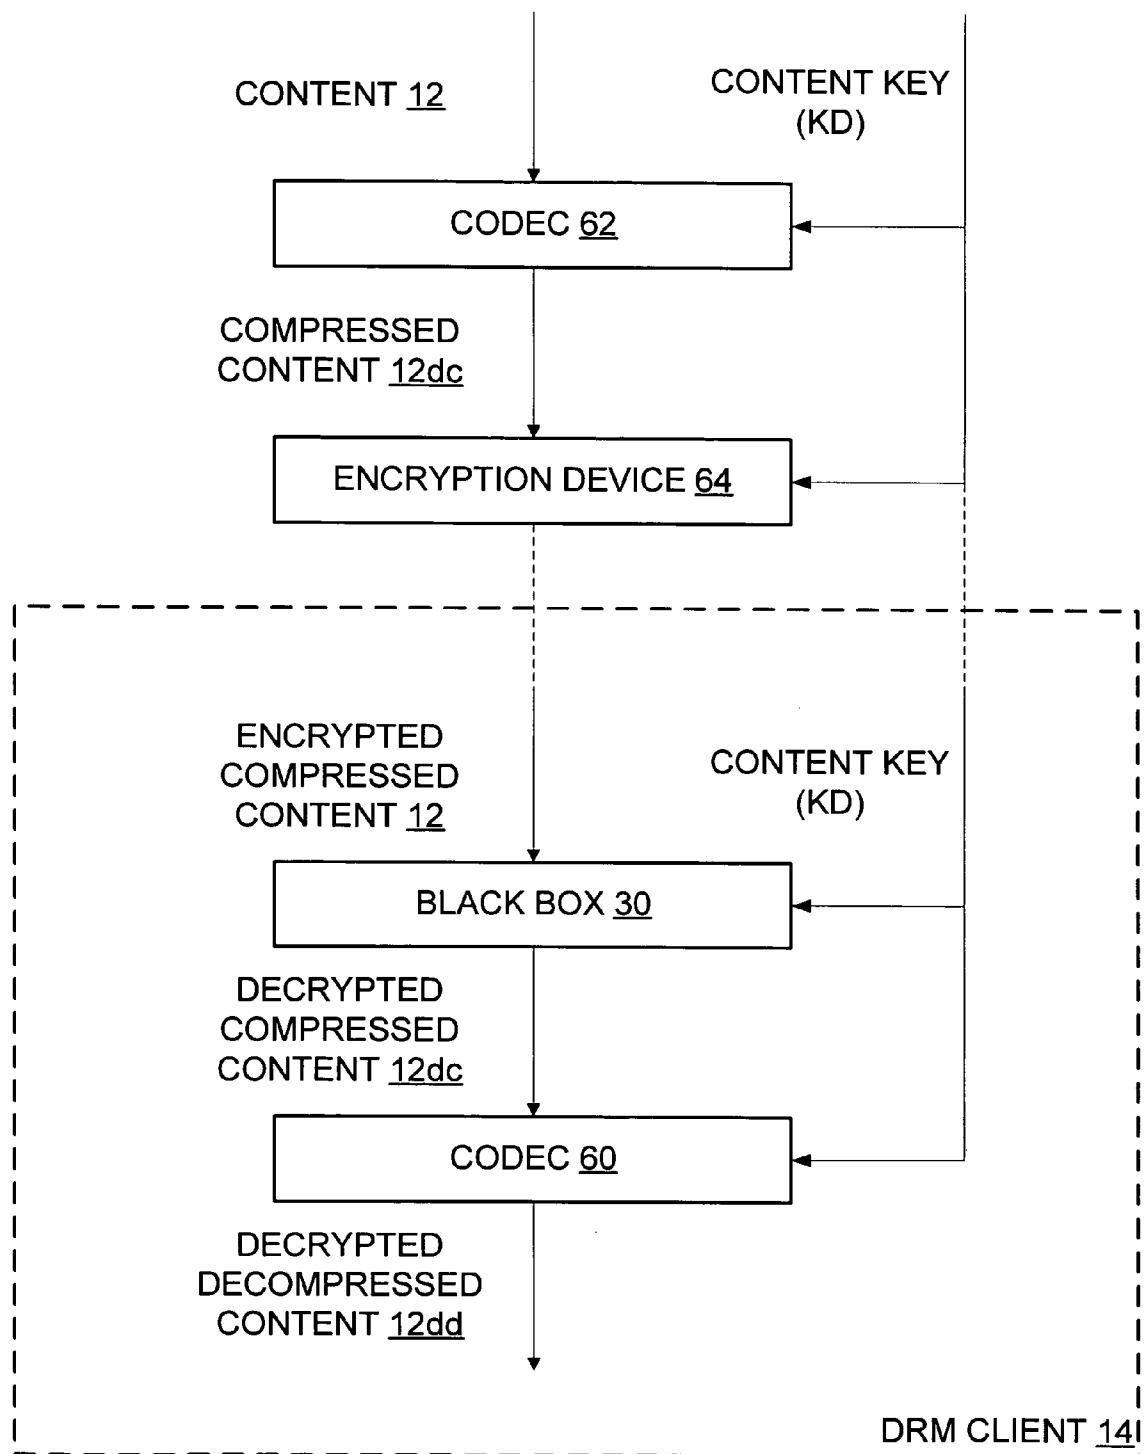 CONTENT 12
CONTENT KEY
(KD)
CODEC 62
COMPRESSED
CONTENT 12dc
ENCRYPTION DEVICE 64
ENCRYPTED
COMPRESSED
CONTENT 12
CONTENT KEY
(KD)
BLACK BOX 30
DECRYPTED
COMPRESSED
CONTENT 12dc
CODEC 60
DECRYPTED
DECOMPRESSED
CONTENT 12dd
DRM CLIENT 14